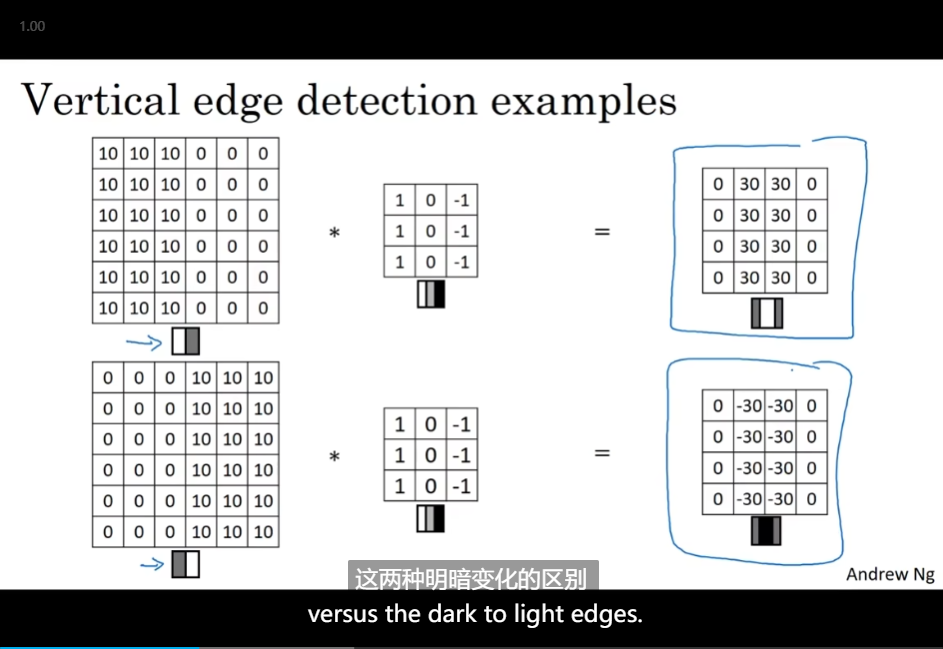 1.00
Vertical edge detection examples
10 10 10 0 0 0
10 10 10 0 0 0
10 10 10 0 0 0
10 10 10 0 0 0
10 10 10 0 0 0
10 10 10 0 0 0
*
1 0 -1
1 0 -1
1 0 -1
=
0 30 30 0
0 30 30 0
0 30 30 0
0 30 30 0
0 0 0 10 10 10
0 0 0 10 10 10
0 0 0 10 10 10
0 0 0 10 10 10
0 0 0 10 10 10
0 0 0 10 10 10
*
1 0 -1
1 0 -1
1 0 -1
=
0 -30 -30 0
0 -30 -30 0
0 -30 -30 0
0 -30 -30 0
Andrew Ng
这两种明暗变化的区别
versus the dark to light edges.